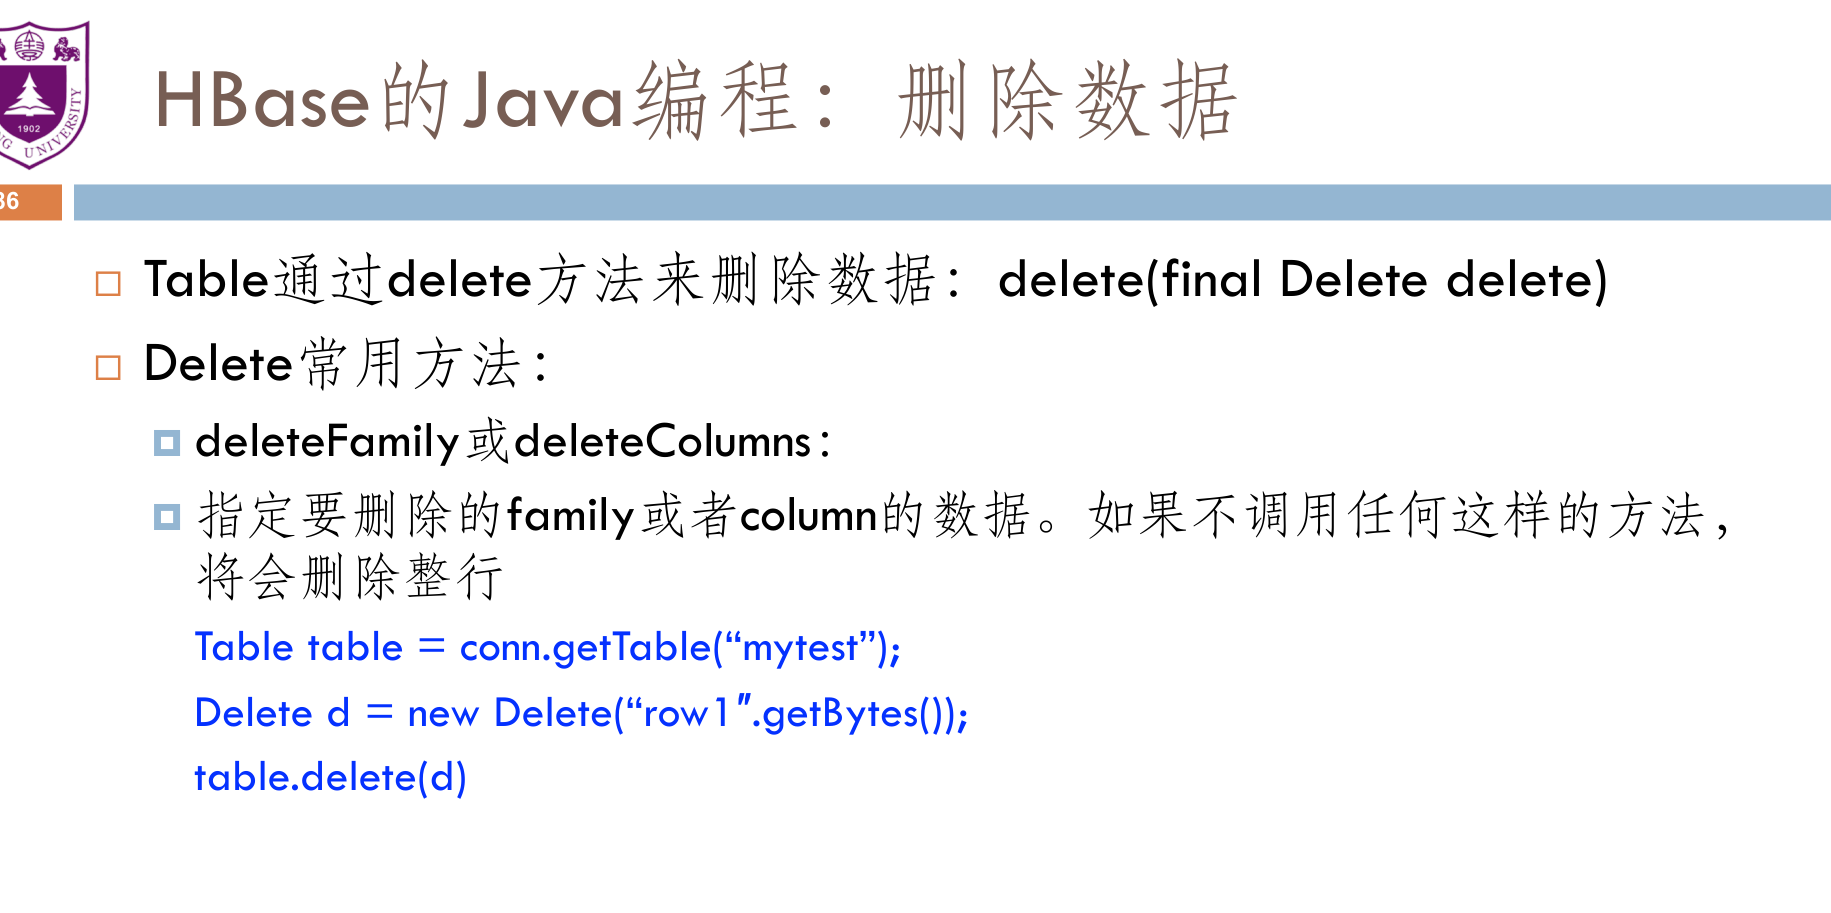 1902
UNIVERSITY
HBase的Java编程：删除数据
36
Table通过delete方法来删除数据：delete(final Delete delete)
Delete常用方法：
deleteFamily或deleteColumns：
指定要删除的family或者column的数据。如果不调用任何这样的方法，
将会删除整行
Table table = conn.getTable(“mytest”);
Delete d = new Delete(“row1″.getBytes());
table.delete(d)